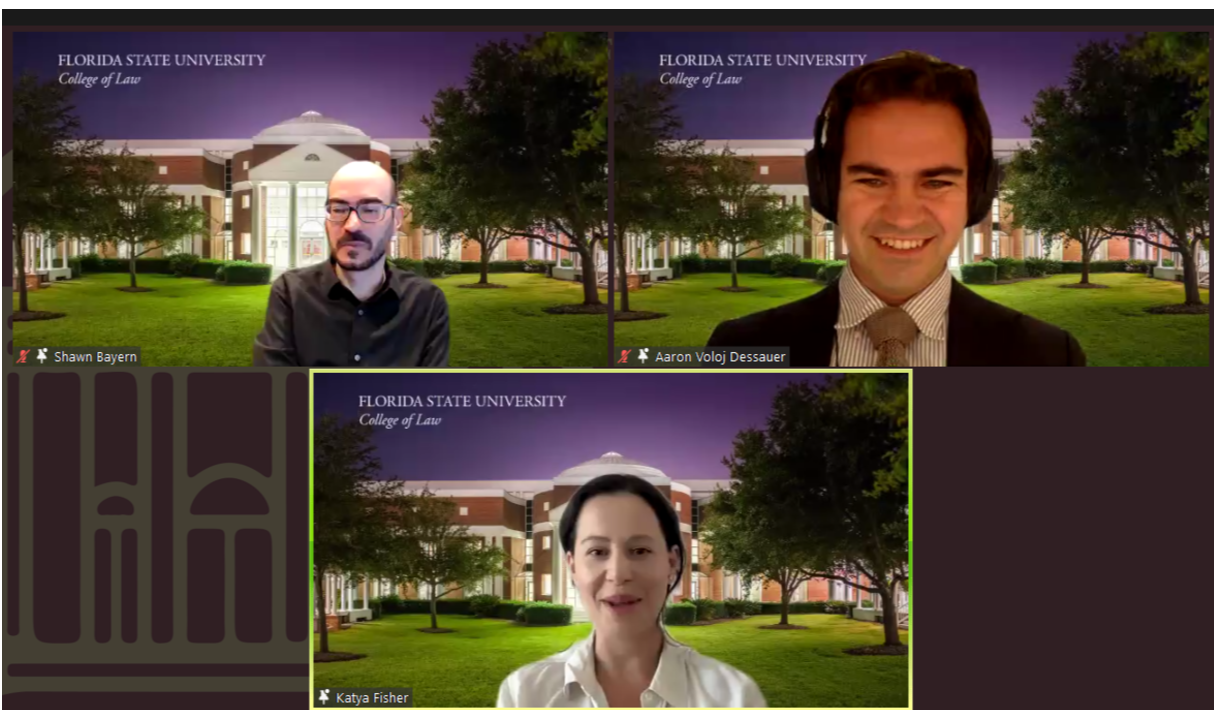 FLORIDA STATE UNIVERSITY
College of Law
FLORIDA STATE UNIVERSITY
College of Law
Shawn Bayern
Aaron Voloj Dessauer
FLORIDA STATE UNIVERSITY
College of Law
Katya Fisher